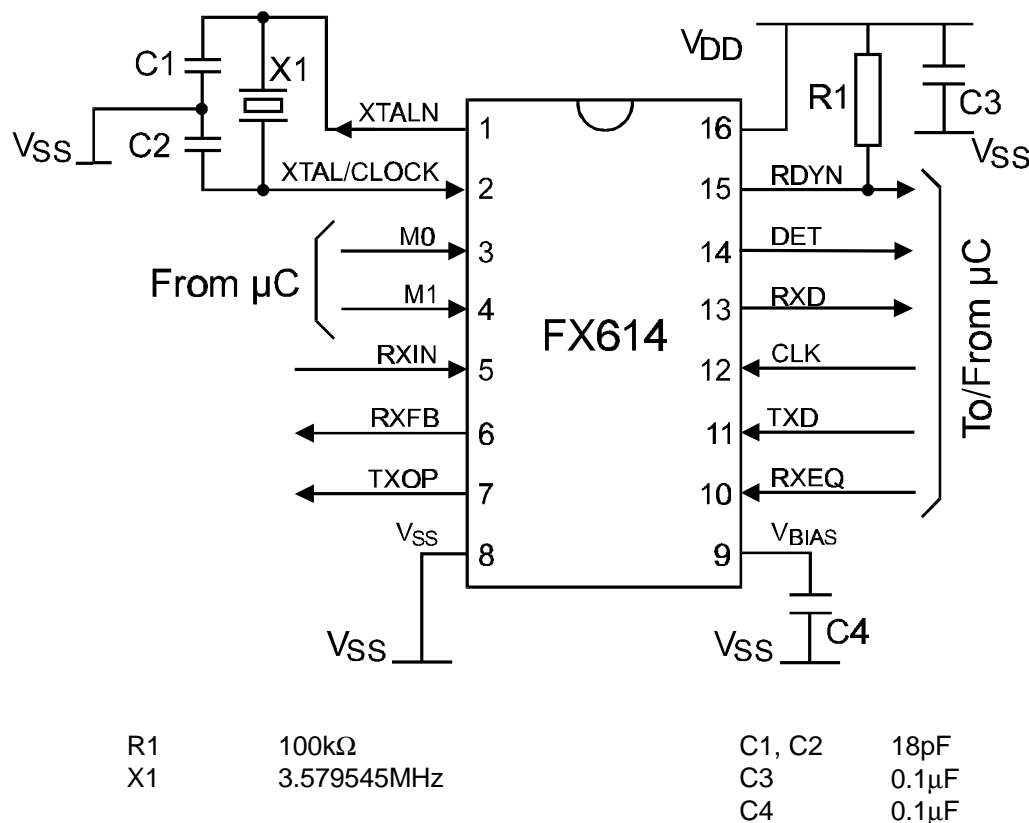 C1
X1
C2
VSS
XTALN
XTAL/CLOCK
M0
M1
From µC
RXIN
RXFB
TXOP
VSS
VSS
1
2
3
4
5
6
7
8
FX614
16
15
14
13
12
11
10
9
VDD
R1
C3
VSS
RDYN
DET
RXD
CLK
TXD
RXEQ
To/From µC
VBIAS
C4
VSS
R1 100kΩ C1, C2 18pF
X1 3.579545MHz C3 0.1µF
C4 0.1µF